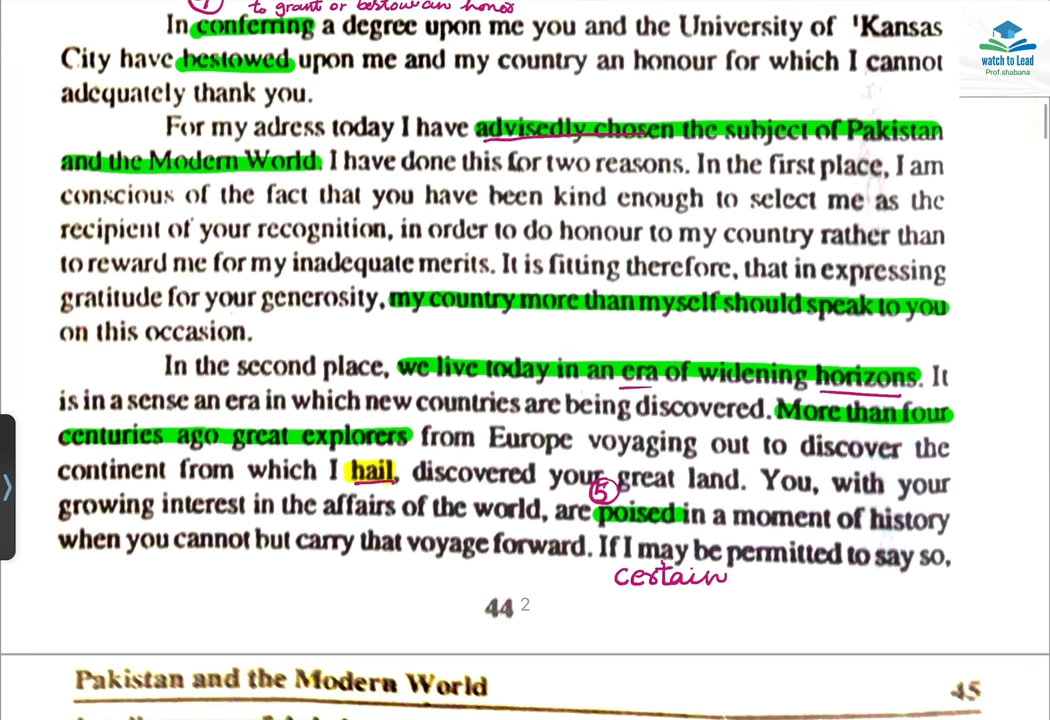 1
to grant or bestow an honor
In conferring a degree upon me you and the University of 'Kansas
City have bestowed upon me and my country an honour for which I cannot
adequately thank you.
watch to Lead
Prof.shabana
For my adress today I have advisedly chosen the subject of Pakistan
and the Modern World. I have done this for two reasons. In the first place, I am
conscious of the fact that you have been kind enough to select me as the
recipient of your recognition, in order to do honour to my country rather than
to reward me for my inadequate merits. It is fitting therefore, that in expressing
gratitude for your generosity, my country more than myself should speak to you
on this occasion.
In the second place, we live today in an era of widening horizons. It
is in a sense an era in which new countries are being discovered. More than four
centuries ago great explorers from Europe voyaging out to discover the
continent from which I hail, discovered your great land. You, with your
5
growing interest in the affairs of the world, are poised in a moment of history
when you cannot but carry that voyage forward. If I may be permitted to say so,
certain
44 2
Pakistan and the Modern World 45